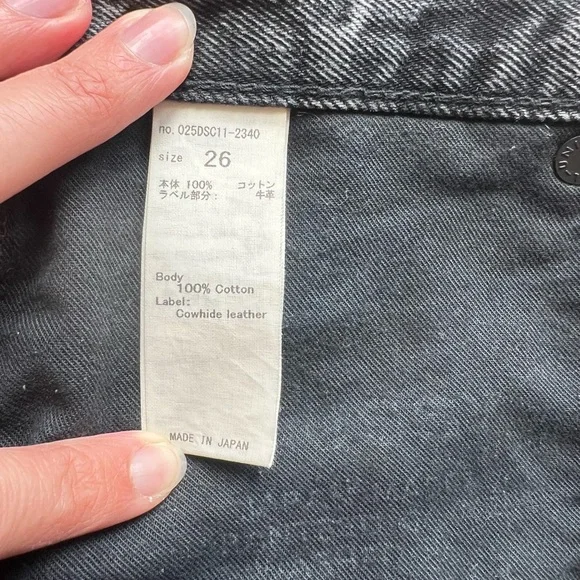 no. 025DSC11-2340
size 26
本体 100% コットン
ラベル部分: 牛革
Body
100% Cotton
Label:
Cowhide leather
MADE IN JAPAN